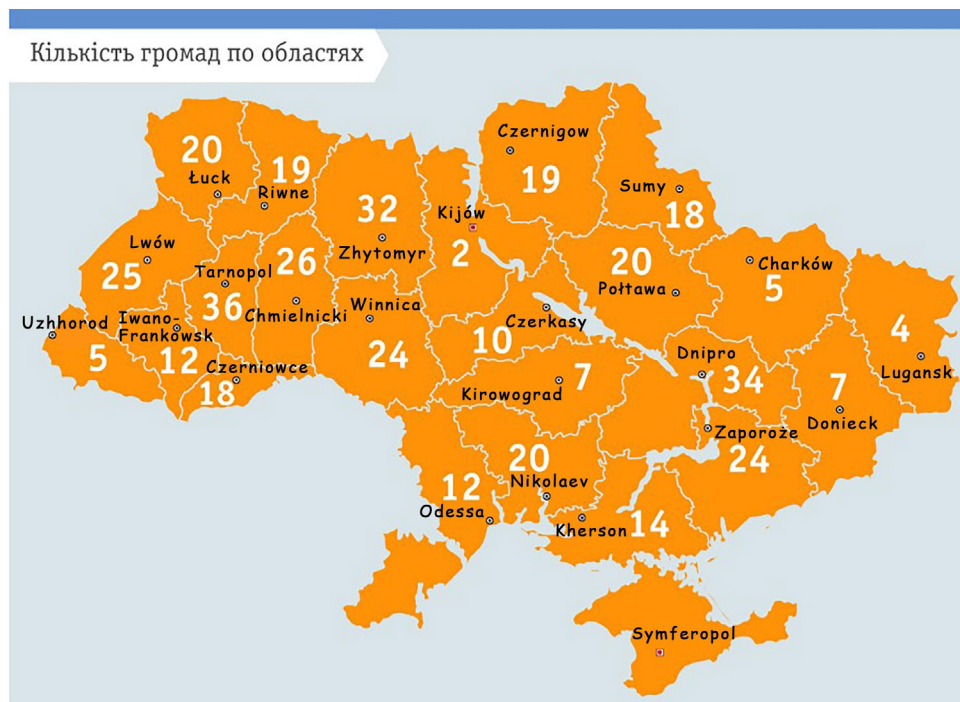 Кількість громад по областях
Czernigow
20
19
19
Łuck
Riwne
Sumy
32
18
Kijów
Lwów
Zhytomyr
2
20
Charków
25
Tarnopol
26
Połtawa
5
36
Chmielnicki
Winnica
Uzhhorod
Iwano-
Frankowsk
Czerkasy
10
4
5
12
Czerniowce
24
Dnipro
Lugansk
18
Kirowograd
7
34
7
Donieck
Zaporoże
20
24
12
Nikolaev
Odessa
Kherson
14
Symferopol